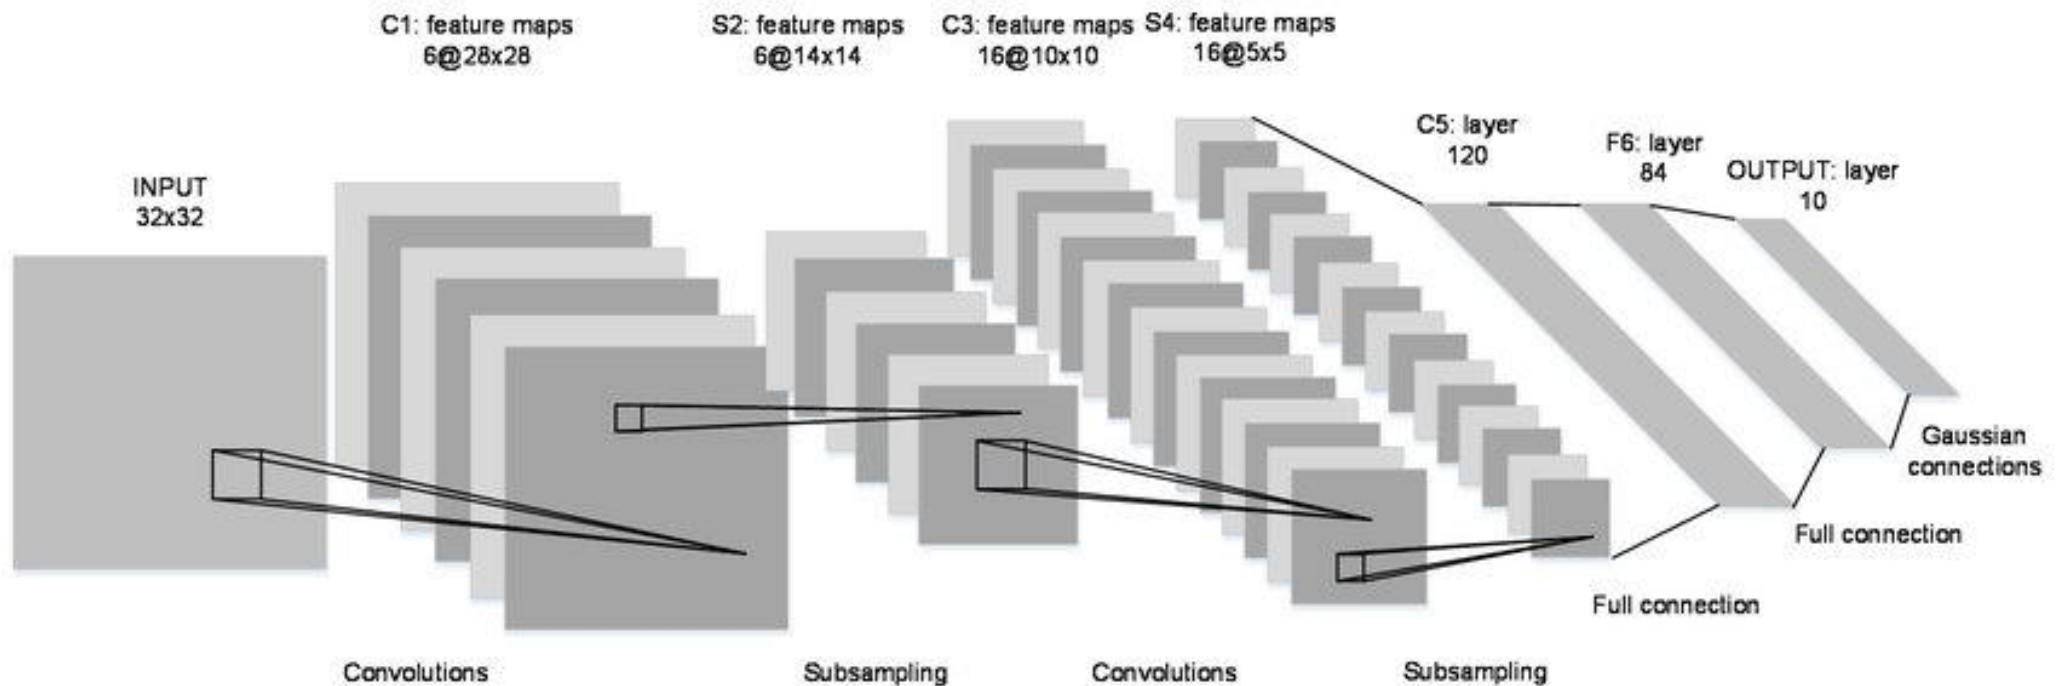 C1: feature maps
6@28x28
S2: feature maps
6@14x14
C3: feature maps
16@10x10
S4: feature maps
16@5x5
INPUT
32x32
C5: layer
120
F6: layer
84
OUTPUT: layer
10
Gaussian
connections
Full connection
Full connection
Convolutions
Subsampling
Convolutions
Subsampling